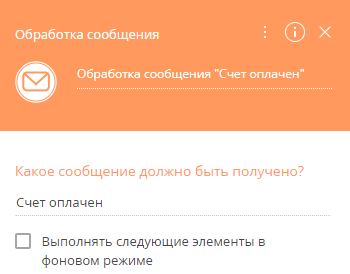 Обработка сообщения
Обработка сообщения "Счет оплачен"
Какое сообщение должно быть получено?
Счет оплачен
Выполнять следующие элементы в
фоновом режиме